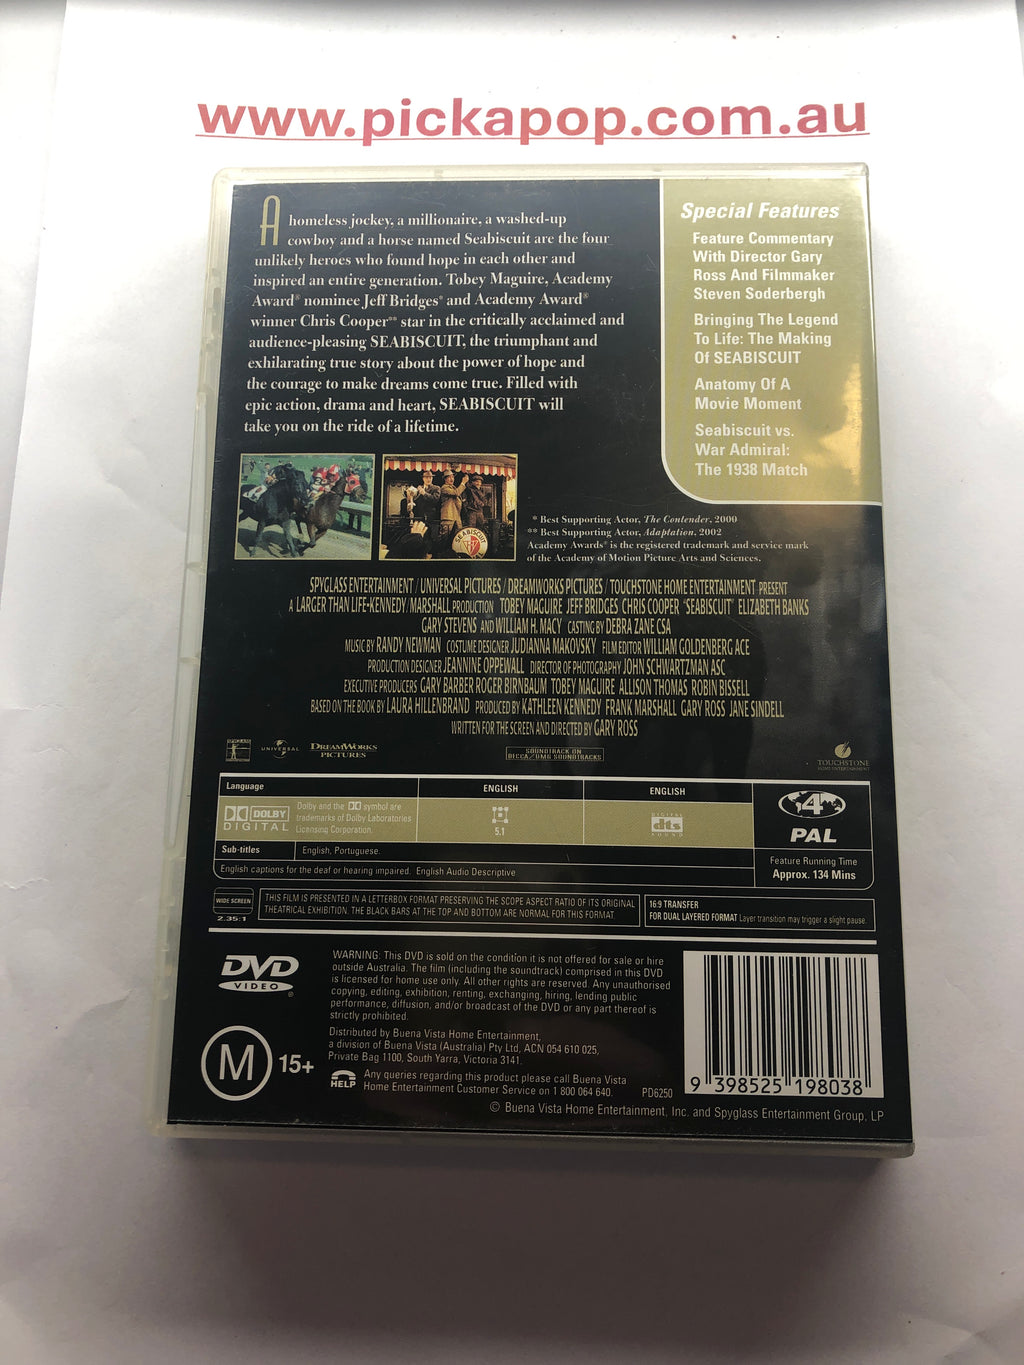 www.pickapop.com.au
A homeless jockey, a millionaire, a washed-up
cowboy and a horse named Seabiscuit are the four
unlikely heroes who found hope in each other and
inspired an entire generation. Tobey Maguire, Academy
Award® nominee Jeff Bridges* and Academy Award®
winner Chris Cooper** star in the critically acclaimed and
audience-pleasing SEABISCUIT, the triumphant and
exhilarating true story about the power of hope and
the courage to make dreams come true. Filled with
epic action, drama and heart, SEABISCUIT will
take you on the ride of a lifetime.
Special Features
Feature Commentary
With Director Gary
Ross And Filmmaker
Steven Soderbergh
Bringing The Legend
To Life: The Making
Of SEABISCUIT
Anatomy Of A
Movie Moment
Seabiscuit vs.
War Admiral:
The 1938 Match
SEABISCUIT
* Best Supporting Actor, The Contender, 2000
** Best Supporting Actor, Adaptation, 2002
Academy Awards® is the registered trademark and service mark
of the Academy of Motion Picture Arts and Sciences.
SPYGLASS ENTERTAINMENT / UNIVERSAL PICTURES / DREAMWORKS PICTURES / TOUCHSTONE HOME ENTERTAINMENT PRESENT
A LARGER THAN LIFE-KENNEDY/MARSHALL PRODUCTION TOBEY MAGUIRE JEFF BRIDGES CHRIS COOPER "SEABISCUIT" ELIZABETH BANKS
GARY STEVENS AND WILLIAM H. MACY CASTING BY DEBRA ZANE CSA
MUSIC BY RANDY NEWMAN COSTUME DESIGNER JUDIANNA MAKOVSKY FILM EDITOR WILLIAM GOLDENBERG ACE
PRODUCTION DESIGNER JEANNINE OPPEWALL DIRECTOR OF PHOTOGRAPHY JOHN SCHWARTZMAN ASC
EXECUTIVE PRODUCERS GARY BARBER ROGER BIRNBAUM TOBEY MAGUIRE ALLISON THOMAS ROBIN BISSELL
BASED ON THE BOOK BY LAURA HILLENBRAND PRODUCED BY KATHLEEN KENNEDY FRANK MARSHALL GARY ROSS JANE SINDELL
WRITTEN FOR THE SCREEN AND DIRECTED BY GARY ROSS
SPYGLASS
UNIVERSAL
DREAMWORKS
PICTURES
SOUNDTRACK ON
DECCA/UMG SOUNDTRACKS
TOUCHSTONE
HOME ENTERTAINMENT
Language
ENGLISH
ENGLISH
DOLBY
DIGITAL
Dolby and the symbol are
trademarks of Dolby Laboratories
Licensing Corporation.
5.1
DIGITAL
dts
SOUND
4
PAL
Sub-titles
English, Portuguese.
English captions for the deaf or hearing impaired. English Audio Descriptive
Feature Running Time
Approx. 134 Mins
WIDE SCREEN
2.35:1
THIS FILM IS PRESENTED IN A LETTERBOX FORMAT PRESERVING THE SCOPE ASPECT RATIO OF ITS ORIGINAL
THEATRICAL EXHIBITION. THE BLACK BARS AT THE TOP AND BOTTOM ARE NORMAL FOR THIS FORMAT.
16:9 TRANSFER
FOR DUAL LAYERED FORMAT Layer transition may trigger a slight pause.
DVD
VIDEO
WARNING: This DVD is sold on the condition it is not offered for sale or hire
outside Australia. The film (including the soundtrack) comprised in this DVD
is licensed for home use only. All other rights are reserved. Any unauthorised
copying, editing, exhibition, renting, exchanging, hiring, lending public
performance, diffusion, and/or broadcast of the DVD or any part thereof is
strictly prohibited.
Distributed by Buena Vista Home Entertainment,
a division of Buena Vista (Australia) Pty Ltd, ACN 054 610 025,
Private Bag 1100, South Yarra, Victoria 3141.
M 15+
HELP
Any queries regarding this product please call Buena Vista
Home Entertainment Customer Service on 1 800 064 640.
PD6250
9 398525 198038
© Buena Vista Home Entertainment, Inc. and Spyglass Entertainment Group, LP